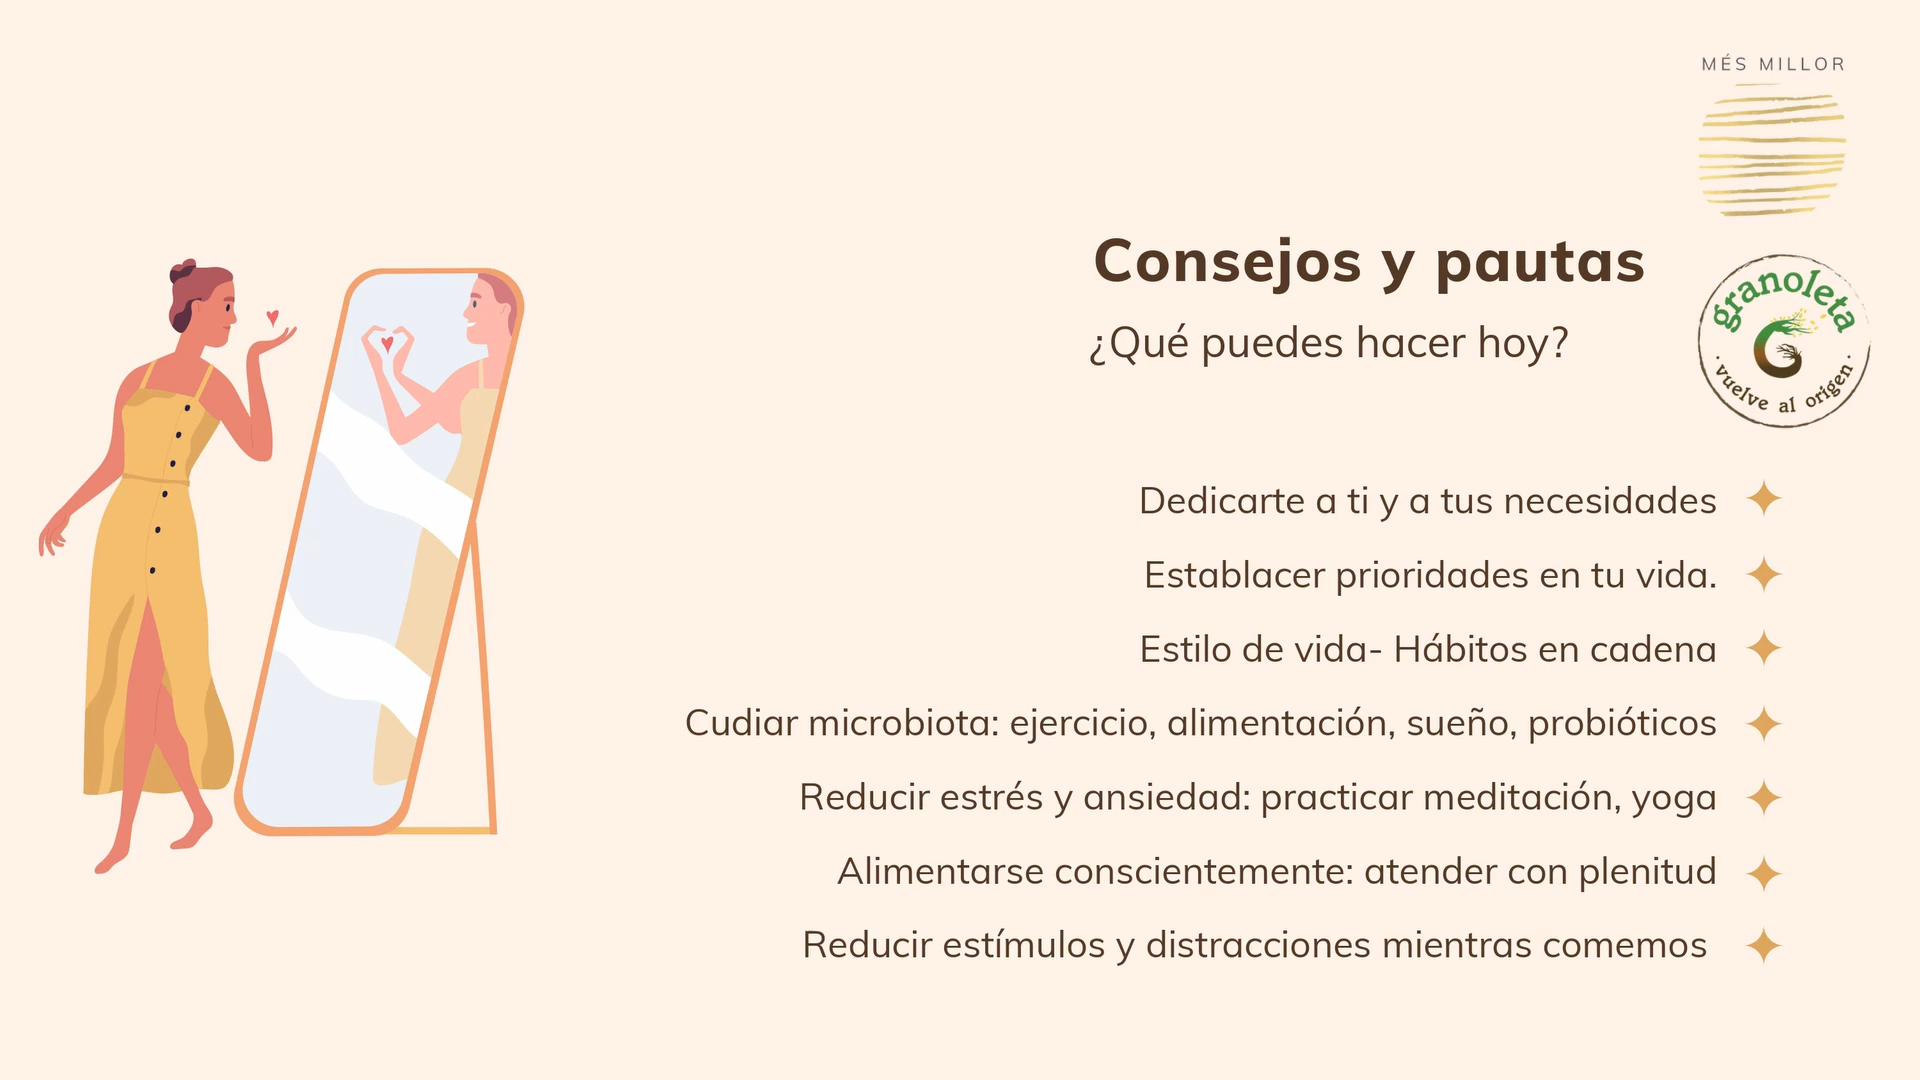 MÉS MILLOR
Consejos y pautas
¿Qué puedes hacer hoy?
granoleta
· vuelve al origen ·
Dedicarte a ti y a tus necesidades
Establacer prioridades en tu vida.
Estilo de vida- Hábitos en cadena
Cudiar microbiota: ejercicio, alimentación, sueño, probióticos
Reducir estrés y ansiedad: practicar meditación, yoga
Alimentarse conscientemente: atender con plenitud
Reducir estímulos y distracciones mientras comemos